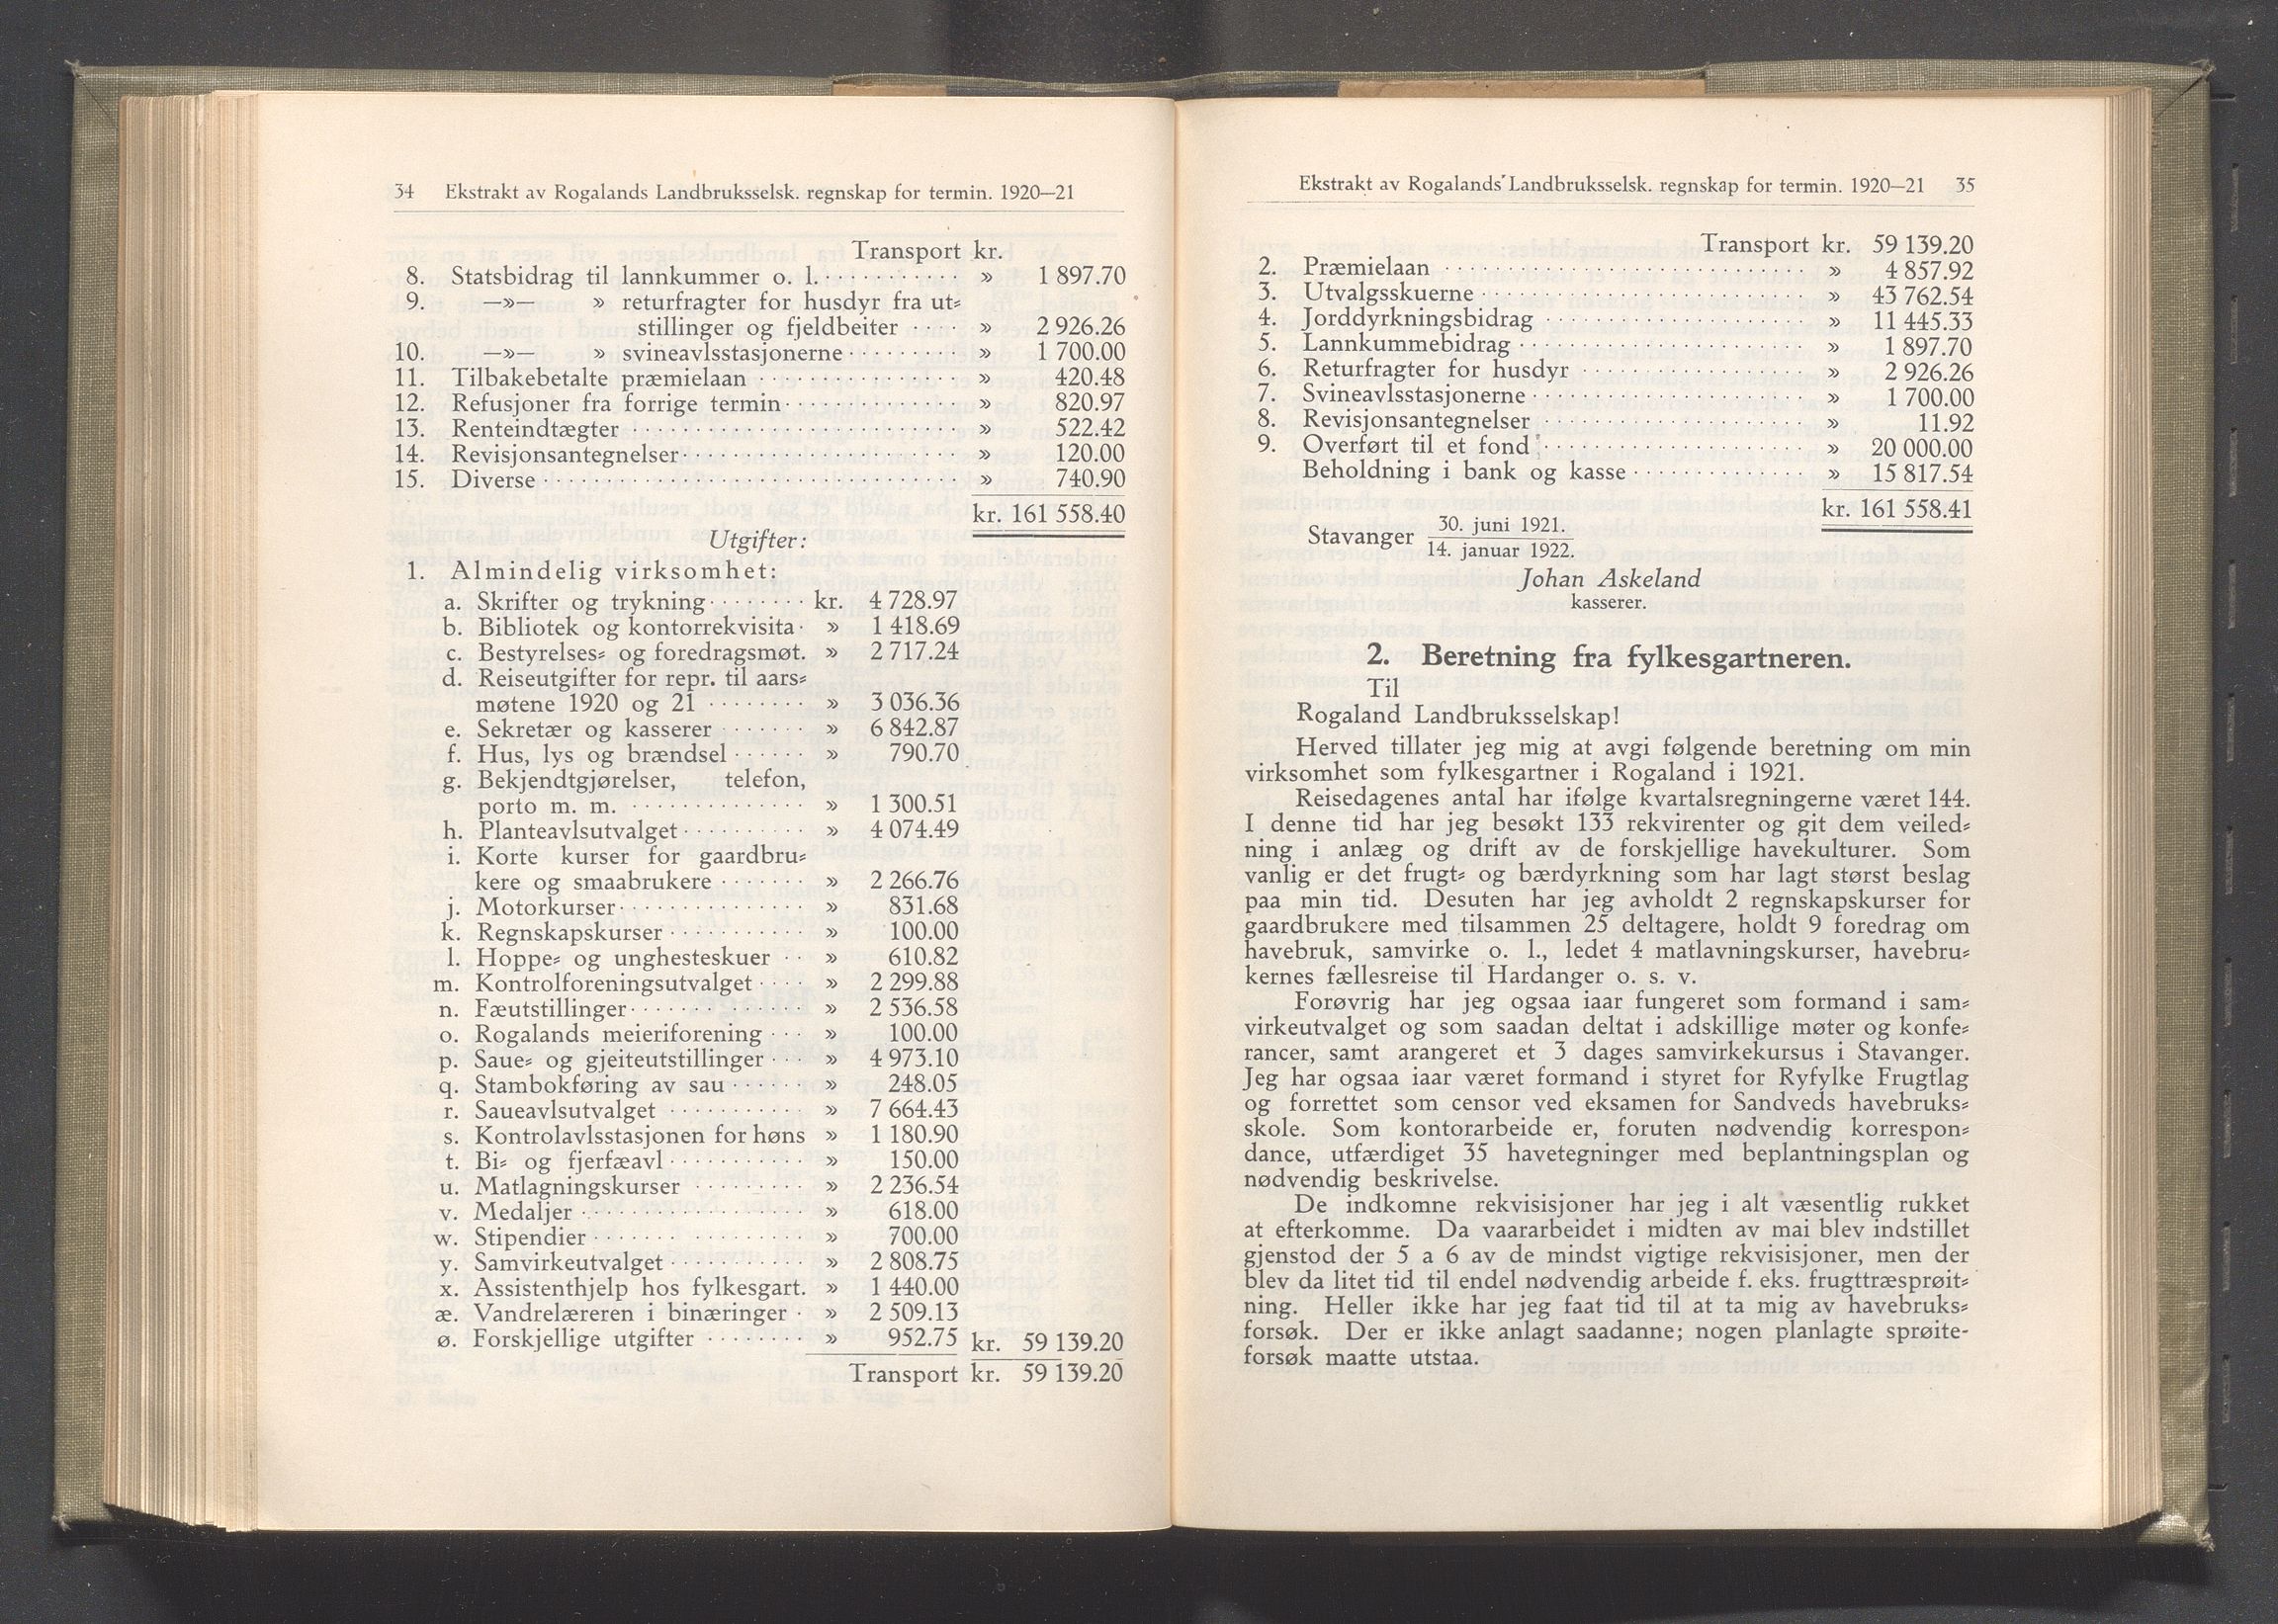 34 Ekstrakt av Rogalands Landbruksselsk. regnskap for termin. 1920—21
Transport kr.
8. Statsbidrag til lannkummer o. l. » 1 897.70
9. —»— » returfragter for husdyr fra ut-
stillinger og fjeldbeiter » 2 926.26
10. —»— » svineavlsstasjonerne » 1 700.00
11. Tilbakebetalte præmielaan » 420.48
12. Refusjoner fra forrige termin » 820.97
13. Renteindtægter » 522.42
14. Revisjonsantegnelser » 120.00
15. Diverse » 740.90
kr. 161 558.40
Utgifter:
1. Almindelig virksomhet:
a. Skrifter og trykning kr. 4 728.97
b. Bibliotek og kontorrekvisita » 1 418.69
c. Bestyrelses- og foredragsmøt. » 2 717.24
d. Reiseutgifter for repr. til aars-
møtene 1920 og 21 » 3 036.36
e. Sekretær og kasserer » 6 842.87
f. Hus, lys og brændsel » 790.70
g. Bekjendtgjørelser, telefon,
porto m. m. » 1 300.51
h. Planteavlsutvalget » 4 074.49
i. Korte kurser for gaardbru-
kere og smaabrukere » 2 266.76
j. Motorkurser » 831.68
k. Regnskapskurser » 100.00
l. Hoppe- og unghesteskuer » 610.82
m. Kontrolforeningsutvalget » 2 299.88
n. Fæutstillinger » 2 536.58
o. Rogalands meieriforening » 100.00
p. Saue- og gjeiteutstillinger » 4 973.10
q. Stambokføring av sau » 248.05
r. Saueavlsutvalget » 7 664.43
s. Kontrolavlsstasjonen for høns » 1 180.90
t. Bi- og fjerfæavl » 150.00
u. Matlagningskurser » 2 236.54
v. Medaljer » 618.00
w. Stipendier » 700.00
y. Samvirkeutvalget » 2 808.75
x. Assistenthjelp hos fylkesgart. » 1 440.00
æ. Vandrelæreren i binæringer » 2 509.13
ø. Forskjellige utgifter » 952.75 kr. 59 139.20
Transport kr. 59 139.20
Ekstrakt av Rogalands Landbruksselsk. regnskap for termin. 1920—21 35
Transport kr. 59 139.20
2. Præmielaan » 4 857.92
3. Utvalgsskuerne » 43 762.54
4. Jorddyrkningsbidrag » 11 445.33
5. Lannkummebidrag » 1 897.70
6. Returfragter for husdyr » 2 926.26
7. Svineavlsstasjonerne » 1 700.00
8. Revisjonsantegnelser » 11.92
9. Overført til et fond » 20 000.00
Beholdning i bank og kasse » 15 817.54
kr. 161 558.41
30. juni 1921.
Stavanger
14. januar 1922.
Johan Askeland
kasserer.
2. Beretning fra fylkesgartneren.
Til
Rogaland Landbruksselskap!
Herved tillater jeg mig at avgi følgende beretning om min
virksomhet som fylkesgartner i Rogaland i 1921.
Reisedagenes antal har ifølge kvartalsregningerne været 144.
I denne tid har jeg besøkt 133 rekvirenter og git dem veiled-
ning i anlæg og drift av de forskjellige havekulturer. Som
vanlig er det frugt- og bærdyrkning som har lagt størst beslag
paa min tid. Desuten har jeg avholdt 2 regnskapskurser for
gaardbrukere med tilsammen 25 deltagere, holdt 9 foredrag om
havebruk, samvirke o. l., ledet 4 matlavningskurser, havebru-
kernes fællesreise til Hardanger o. s. v.
Forøvrig har jeg ogsaa iaar fungeret som formand i sam-
virkeutvalget og som saadan deltat i adskillige møter og konfe-
rancer, samt arangeret et 3 dages samvirkekursus i Stavanger.
Jeg har ogsaa iaar været formand i styret for Ryfylke Frugtlag
og forrettet som censor ved eksamen for Sandveds havebruks-
skole. Som kontorarbeide er, foruten nødvendig korrespon-
dance, utfærdiget 35 havetegninger med beplantningsplan og
nødvendig beskrivelse.
De indkomne rekvisisjoner har jeg i alt væsentlig rukket
at efterkomme. Da vaararbeidet i midten av mai blev indstillet
gjenstod der 5 a 6 av de mindst vigtige rekvisisjoner, men der
blev da litet tid til endel nødvendig arbeide f. eks. frugttræsprøit-
ning. Heller ikke har jeg faat tid til at ta mig av havebruks-
forsøk. Der er ikke anlagt saadanne; nogen planlagte sprøite-
forsøk maatte utstaa.